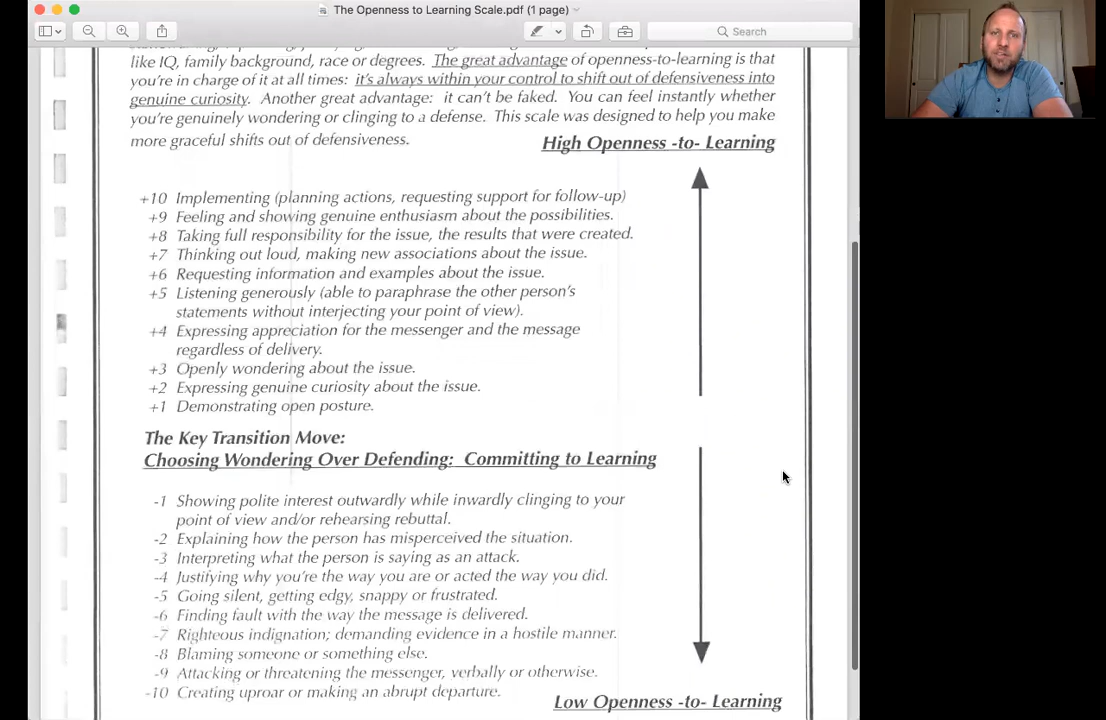 The Openness to Learning Scale.pdf (1 page)
Search
like IQ, family background, race or degrees. The great advantage of openness-to-learning is that
you're in charge of it at all times: it's always within your control to shift out of defensiveness into
genuine curiosity. Another great advantage: it can't be faked. You can feel instantly whether
you're genuinely wondering or clinging to a defense. This scale was designed to help you make
more graceful shifts out of defensiveness.
High Openness -to- Learning
+10 Implementing (planning actions, requesting support for follow-up)
+9 Feeling and showing genuine enthusiasm about the possibilities.
+8 Taking full responsibility for the issue, the results that were created.
+7 Thinking out loud, making new associations about the issue.
+6 Requesting information and examples about the issue.
+5 Listening generously (able to paraphrase the other person's
statements without interjecting your point of view).
+4 Expressing appreciation for the messenger and the message
regardless of delivery.
+3 Openly wondering about the issue.
+2 Expressing genuine curiosity about the issue.
+1 Demonstrating open posture.
The Key Transition Move:
Choosing Wondering Over Defending: Committing to Learning
-1 Showing polite interest outwardly while inwardly clinging to your
point of view and/or rehearsing rebuttal.
-2 Explaining how the person has misperceived the situation.
-3 Interpreting what the person is saying as an attack.
-4 Justifying why you're the way you are or acted the way you did.
-5 Going silent, getting edgy, snappy or frustrated.
-6 Finding fault with the way the message is delivered.
-7 Righteous indignation; demanding evidence in a hostile manner.
-8 Blaming someone or something else.
-9 Attacking or threatening the messenger, verbally or otherwise.
-10 Creating uproar or making an abrupt departure.
Low Openness -to- Learning